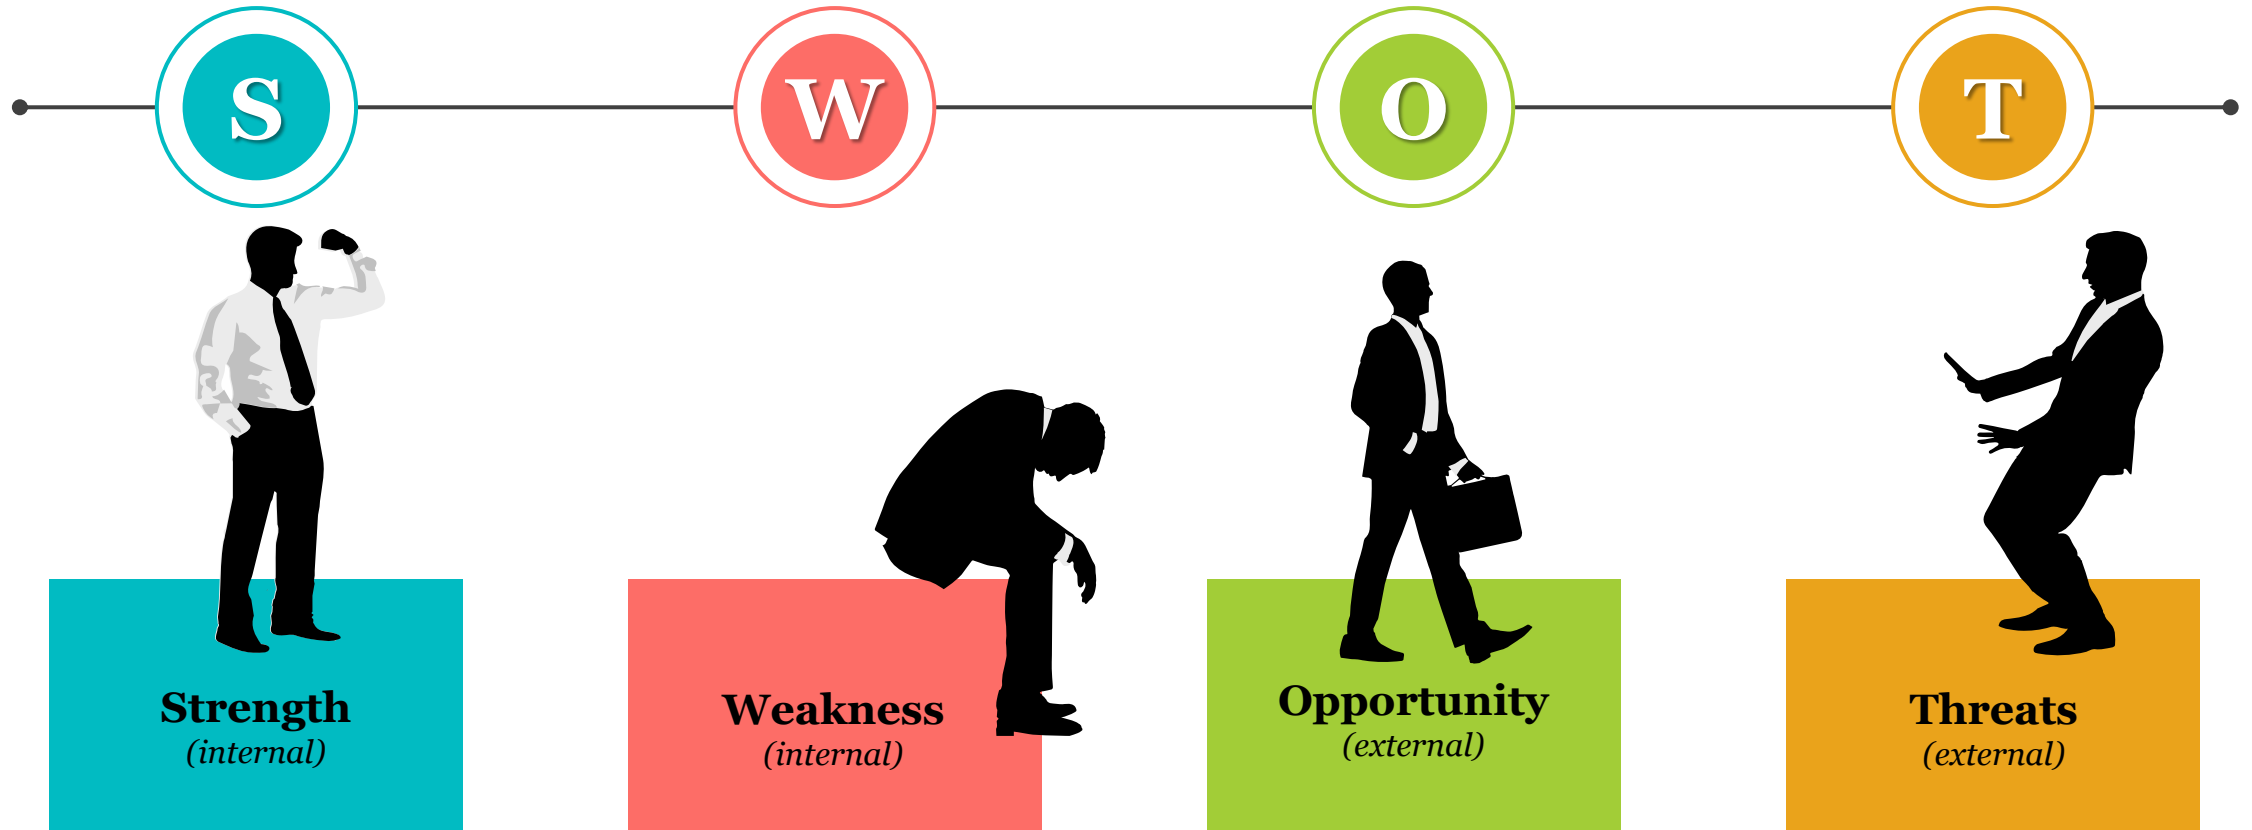 S
W
O
T
Strength
(internal)
Weakness
(internal)
Opportunity
(external)
Threats
(external)